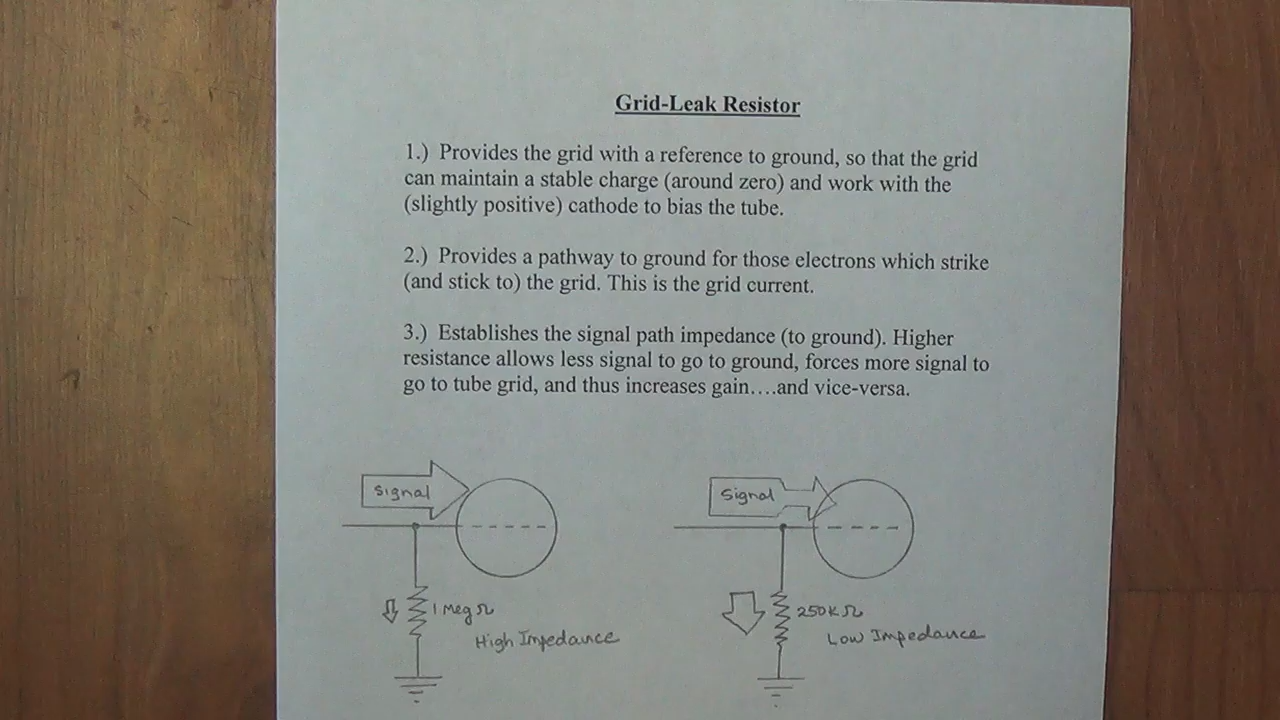 Grid-Leak Resistor
1.) Provides the grid with a reference to ground, so that the grid
can maintain a stable charge (around zero) and work with the
(slightly positive) cathode to bias the tube.
2.) Provides a pathway to ground for those electrons which strike
(and stick to) the grid. This is the grid current.
3.) Establishes the signal path impedance (to ground). Higher
resistance allows less signal to go to ground, forces more signal to
go to tube grid, and thus increases gain….and vice-versa.
Signal
1 Meg Ω
High Impedance
Signal
250K Ω
Low Impedance